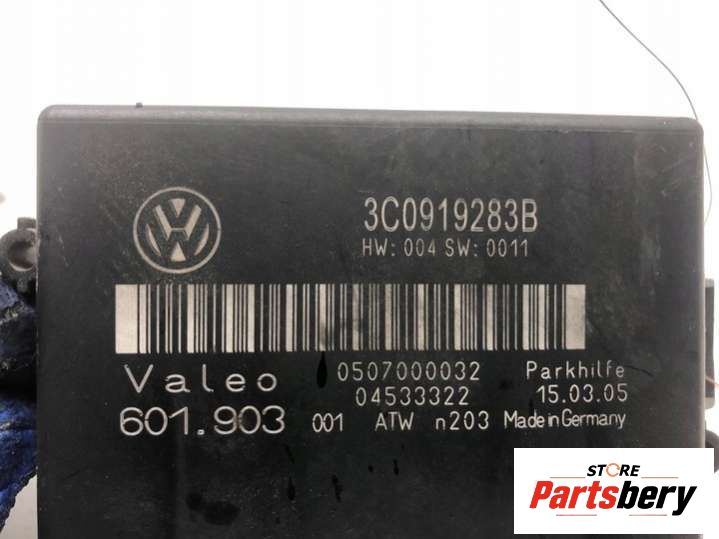 3C0919283B
HW: 004 SW: 0011
Valeo 0507000032 Parkhilfe
04533322 15.03.05
601.903 001 ATW n203 Made in Germany
STORE
Partsbery